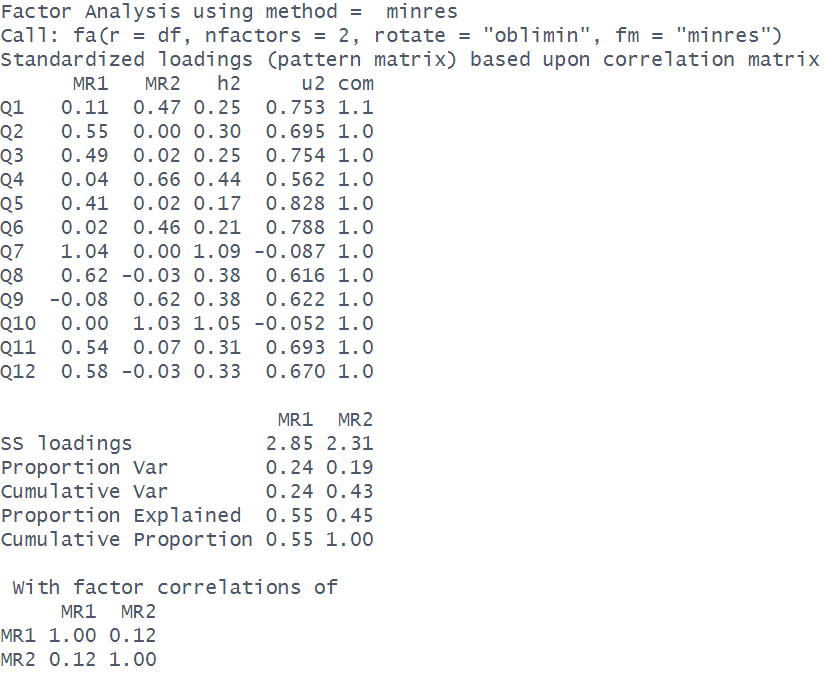 Factor Analysis using method =  minres
Call: fa(r = df, nfactors = 2, rotate = "oblimin", fm = "minres")
Standardized loadings (pattern matrix) based upon correlation matrix
      MR1   MR2   h2     u2 com
Q1   0.11  0.47 0.25  0.753 1.1
Q2   0.55  0.00 0.30  0.695 1.0
Q3   0.49  0.02 0.25  0.754 1.0
Q4   0.04  0.66 0.44  0.562 1.0
Q5   0.41  0.02 0.17  0.828 1.0
Q6   0.02  0.46 0.21  0.788 1.0
Q7   1.04  0.00 1.09 -0.087 1.0
Q8   0.62 -0.03 0.38  0.616 1.0
Q9  -0.08  0.62 0.38  0.622 1.0
Q10  0.00  1.03 1.05 -0.052 1.0
Q11  0.54  0.07 0.31  0.693 1.0
Q12  0.58 -0.03 0.33  0.670 1.0

                       MR1  MR2
SS loadings           2.85 2.31
Proportion Var        0.24 0.19
Cumulative Var        0.24 0.43
Proportion Explained  0.55 0.45
Cumulative Proportion 0.55 1.00

 With factor correlations of
     MR1  MR2
MR1 1.00 0.12
MR2 0.12 1.00